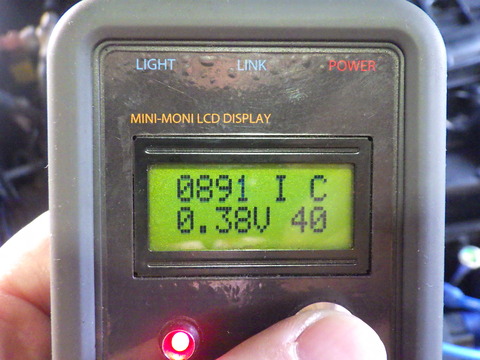 LIGHT LINK POWER
MINI-MONI LCD DISPLAY
0891 I C
0.38V 40